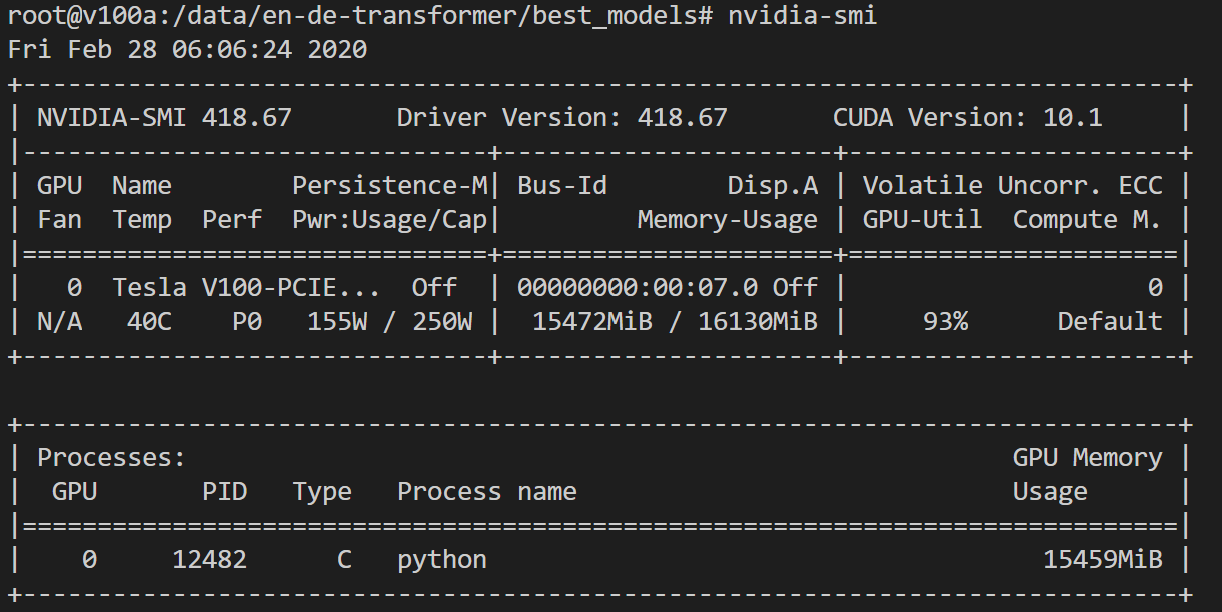 root@v100a:/data/en-de-transformer/best_models# nvidia-smi
Fri Feb 28 06:06:24 2020
+-----------------------------------------------------------------------------+
| NVIDIA-SMI 418.67       Driver Version: 418.67       CUDA Version: 10.1     |
|-------------------------------+----------------------+----------------------+
| GPU  Name        Persistence-M| Bus-Id        Disp.A | Volatile Uncorr. ECC |
| Fan  Temp  Perf  Pwr:Usage/Cap|         Memory-Usage | GPU-Util  Compute M. |
|===============================+======================+======================|
|   0  Tesla V100-PCIE...  Off  | 00000000:00:07.0 Off |                    0 |
| N/A   40C    P0   155W / 250W |  15472MiB / 16130MiB |     93%      Default |
+-------------------------------+----------------------+----------------------+

+-----------------------------------------------------------------------------+
| Processes:                                                       GPU Memory |
|  GPU       PID   Type   Process name                             Usage      |
|=============================================================================|
|    0     12482      C   python                                     15459MiB |
+-----------------------------------------------------------------------------+